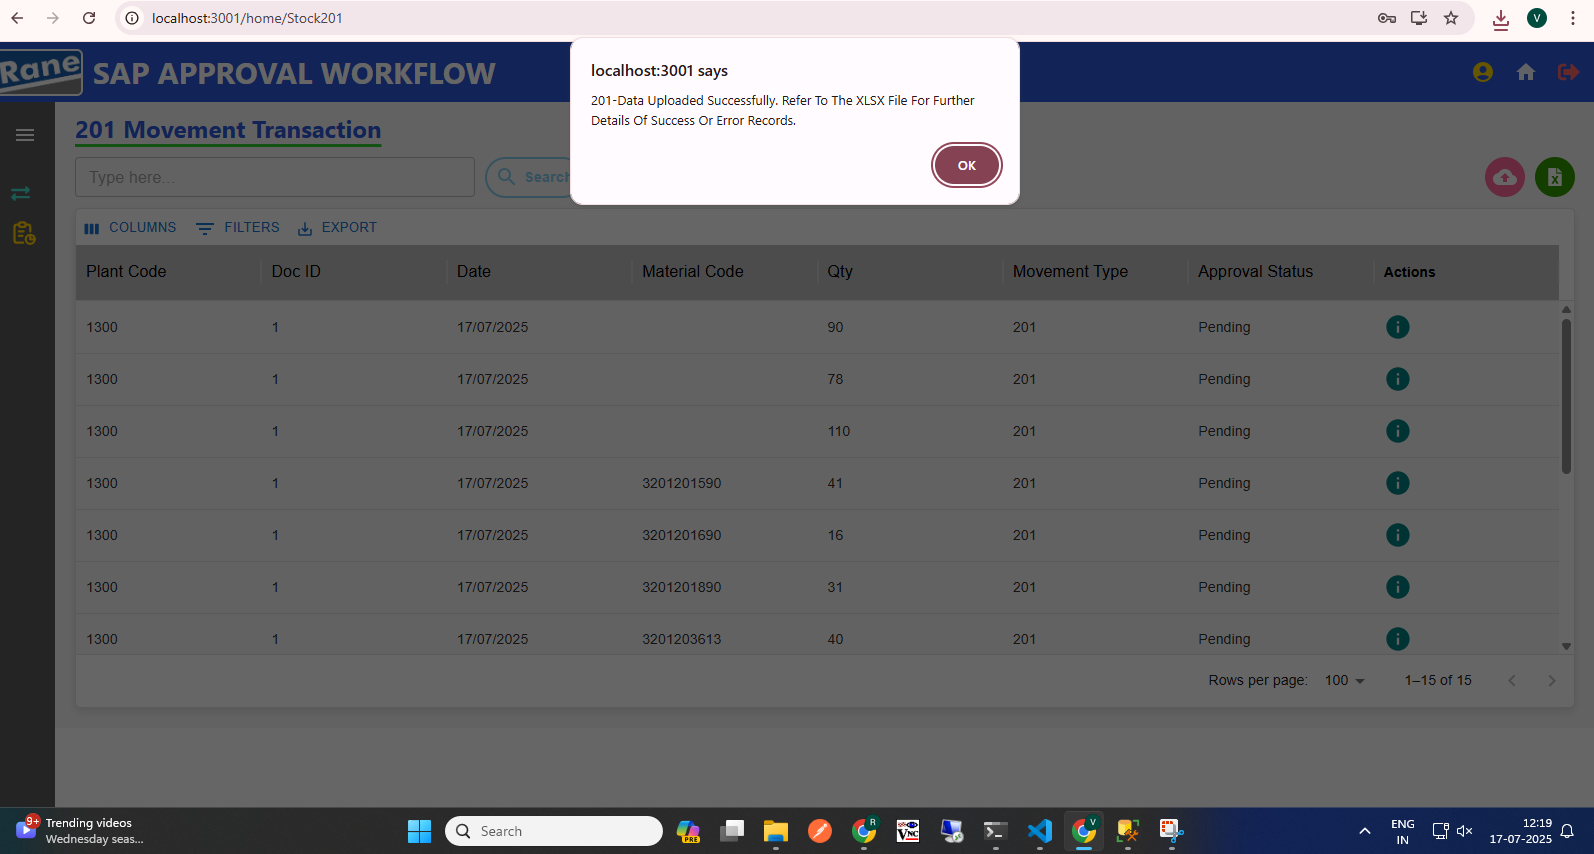 localhost:3001/home/Stock201
V
localhost:3001 says
201-Data Uploaded Successfully. Refer To The XLSX File For Further
Details Of Success Or Error Records.
OK
Rane
SAP APPROVAL WORKFLOW
201 Movement Transaction
Type here...
Search
COLUMNS FILTERS EXPORT
Plant Code Doc ID Date Material Code Qty Movement Type Approval Status Actions
1300 1 17/07/2025 90 201 Pending
1300 1 17/07/2025 78 201 Pending
1300 1 17/07/2025 110 201 Pending
1300 1 17/07/2025 3201201590 41 201 Pending
1300 1 17/07/2025 3201201690 16 201 Pending
1300 1 17/07/2025 3201201890 31 201 Pending
1300 1 17/07/2025 3201203613 40 201 Pending
Rows per page: 100 1–15 of 15
9+
Trending videos
Wednesday seas...
Search
PRE
R
VNC
V
ENG
IN
12:19
17-07-2025